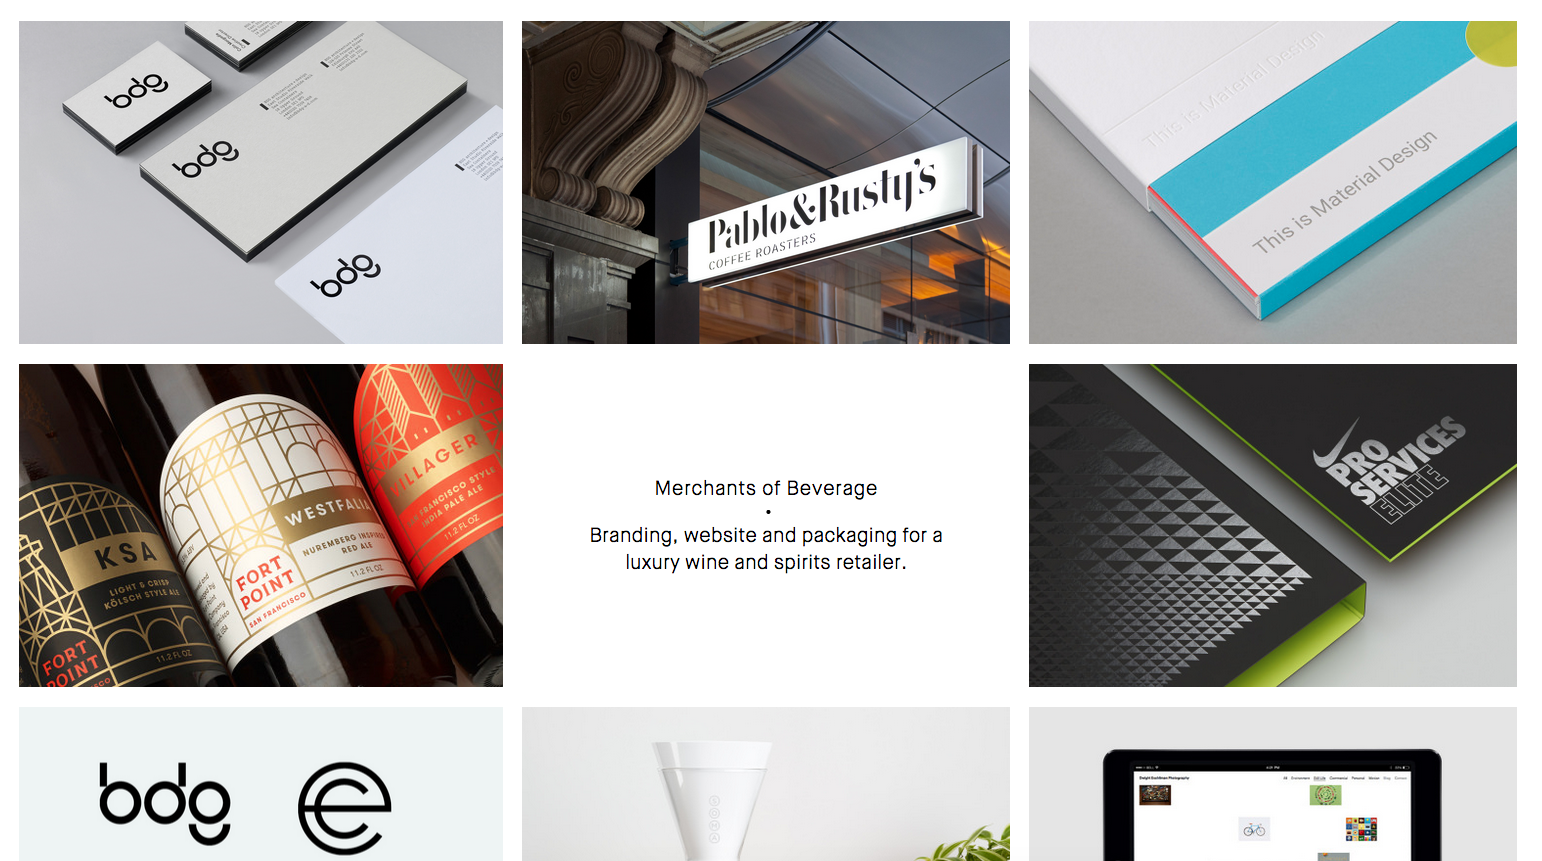 bdg
bdg
bdg
Pablo&Rusty's
COFFEE ROASTERS
This is Material Design
This is Material Design
KSA
LIGHT & CRISP
KÖLSCH STYLE ALE
11.2 FL OZ
FORT
POINT
WESTFALIA
NUREMBERG INSPIRED
RED ALE
11.2 FL OZ
FORT
POINT
SAN FRANCISCO
VILLAGER
SAN FRANCISCO STYLE
INDIA PALE ALE
11.2 FL OZ
Merchants of Beverage
•
Branding, website and packaging for a
luxury wine and spirits retailer.
PRO
SERVICES
ELITE
bdg